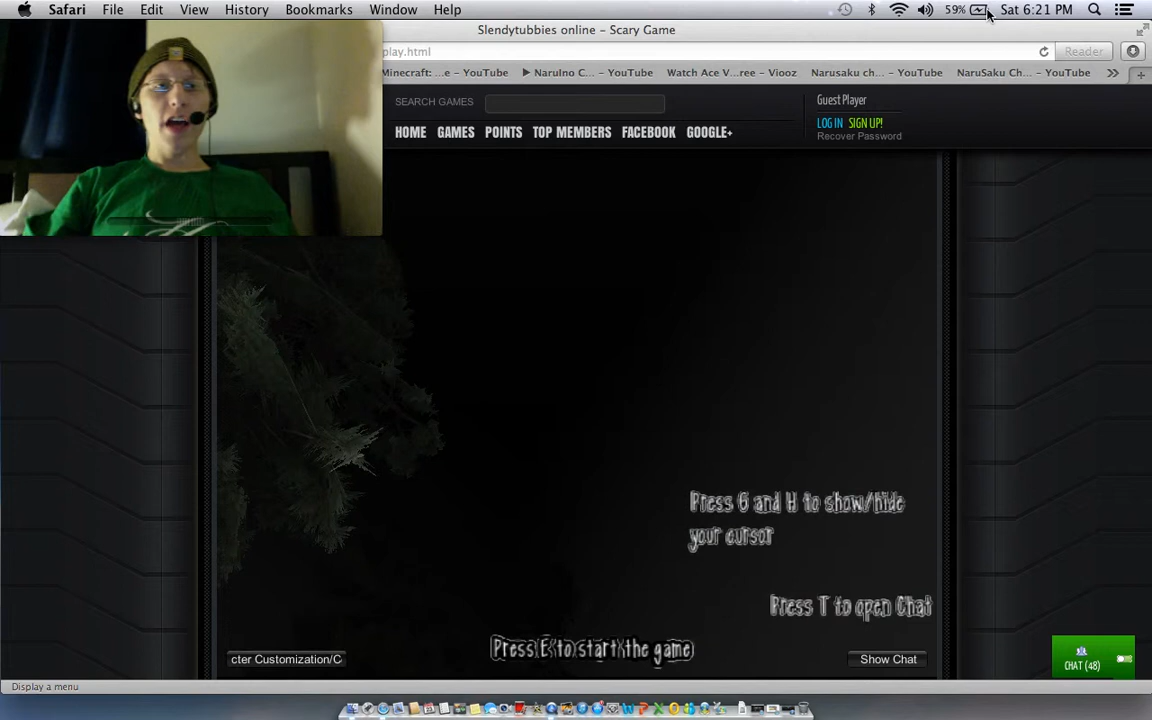 Safari File Edit View History Bookmarks Window Help 59% Sat 6:21 PM
Slendytubbies online – Scary Game
play.html Reader
Minecraft: ...e – YouTube ▶ NaruIno C... – YouTube Watch Ace V...ree – Viooz Narusaku ch... – YouTube NaruSaku Ch... – YouTube >> +
SEARCH GAMES
Guest Player
LOG IN SIGN UP!
Recover Password
HOME GAMES POINTS TOP MEMBERS FACEBOOK GOOGLE+
Press G and H to show/hide
your cursor
Press T to open Chat
Press E to start the game
cter Customization/C
Show Chat
CHAT (48)
Display a menu